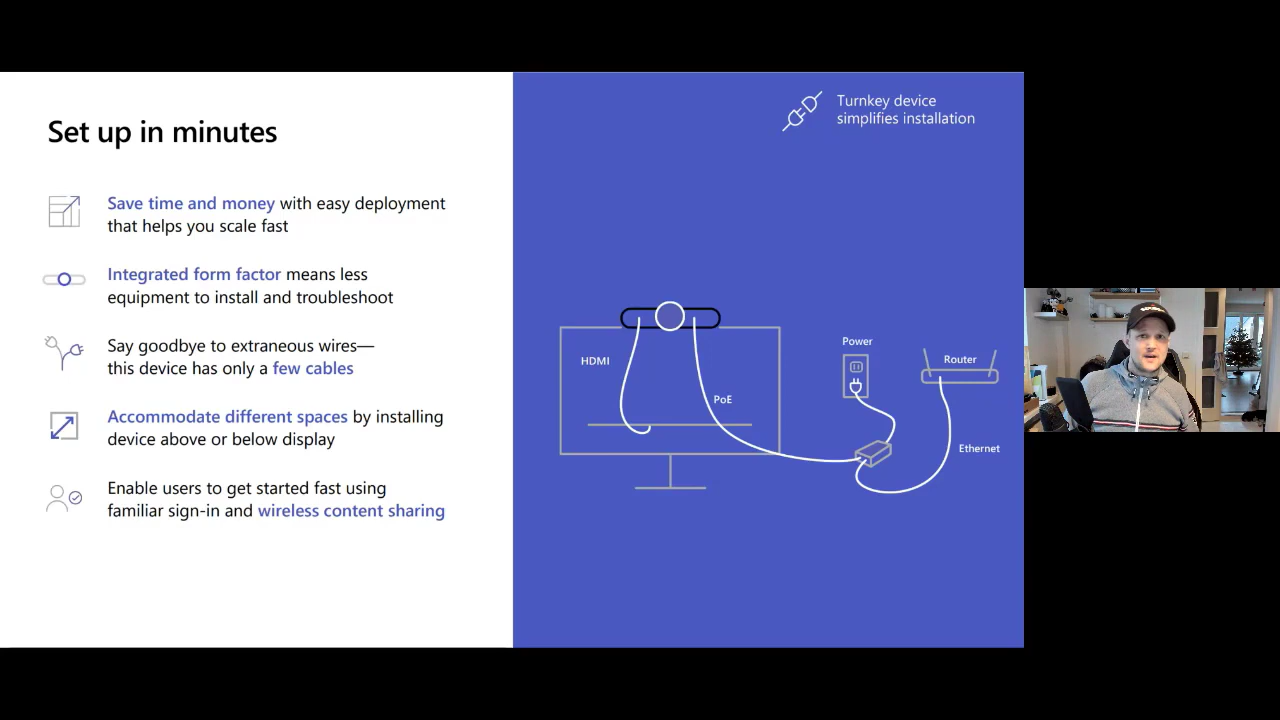 Set up in minutes
Save time and money with easy deployment
that helps you scale fast
Integrated form factor means less
equipment to install and troubleshoot
Say goodbye to extraneous wires—
this device has only a few cables
Accommodate different spaces by installing
device above or below display
Enable users to get started fast using
familiar sign-in and wireless content sharing
Turnkey device
simplifies installation
HDMI
PoE
Power
Router
Ethernet